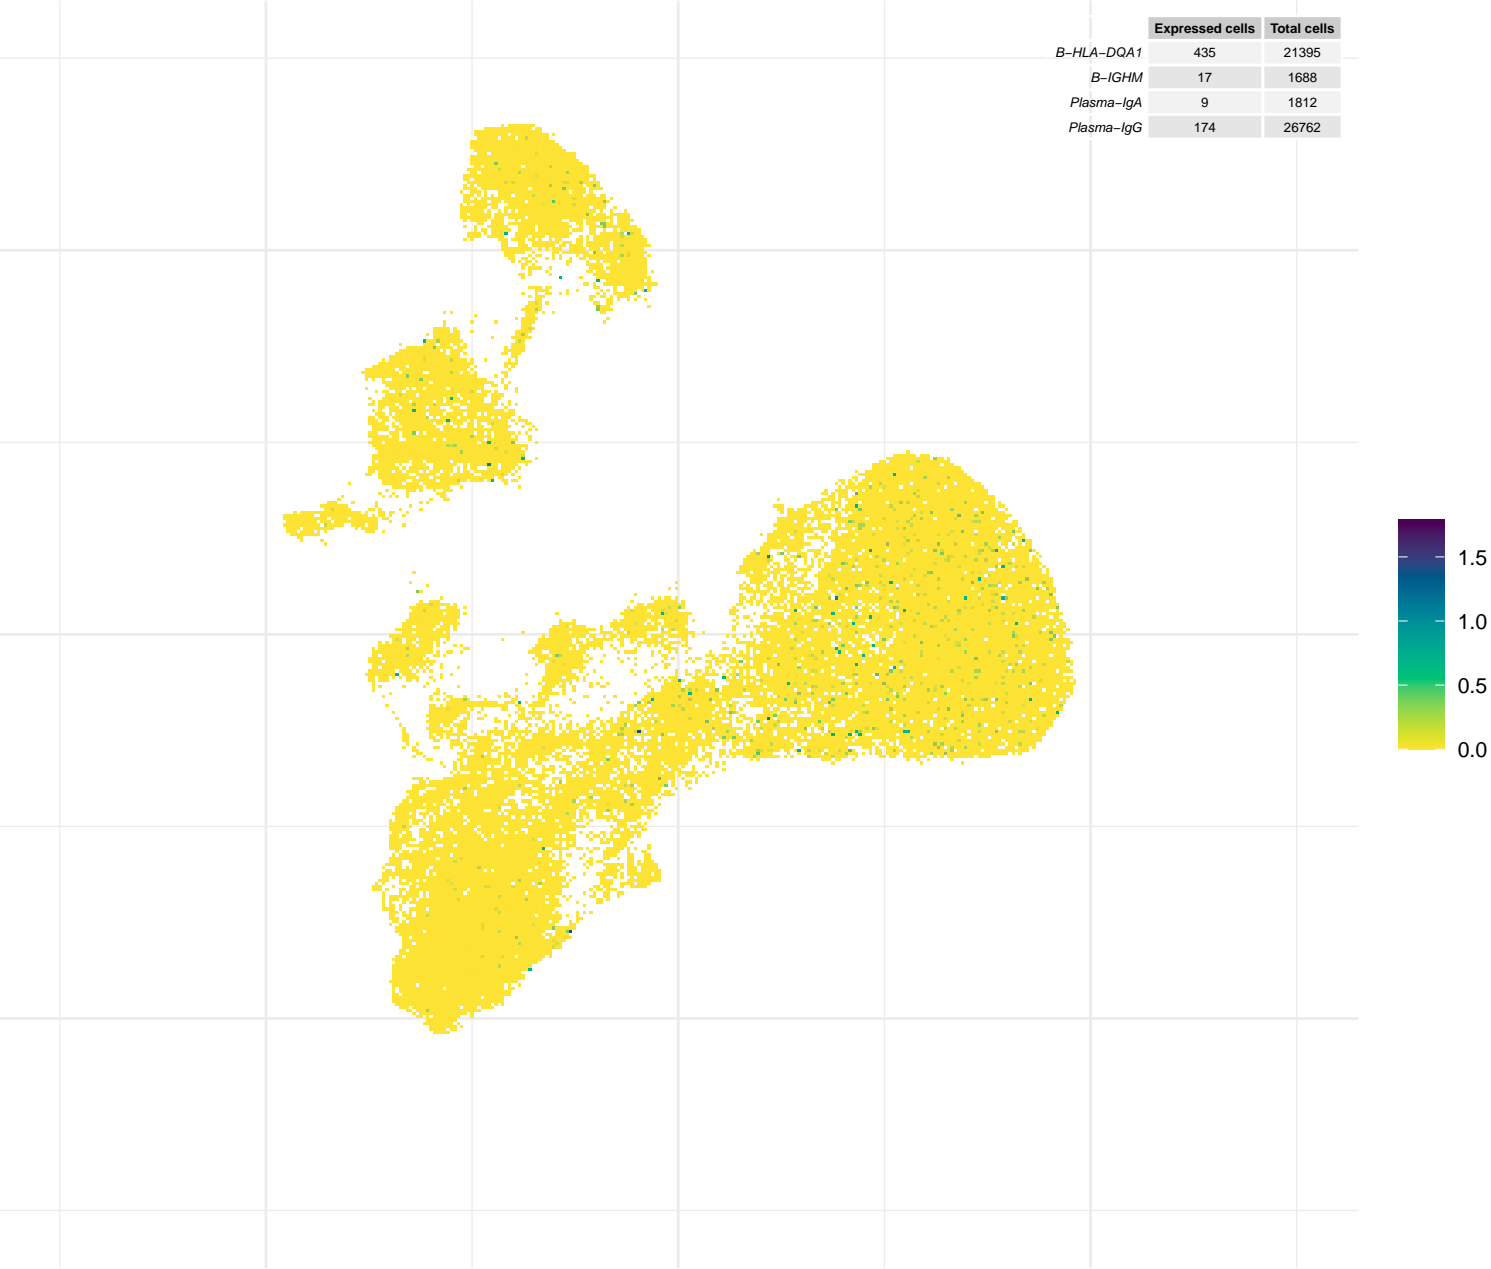 Expressed cells Total cells
B−HLA−DQA1 435 21395
B−IGHM 17 1688
Plasma−IgA 9 1812
Plasma−IgG 174 26762
1.5
1.0
0.5
0.0